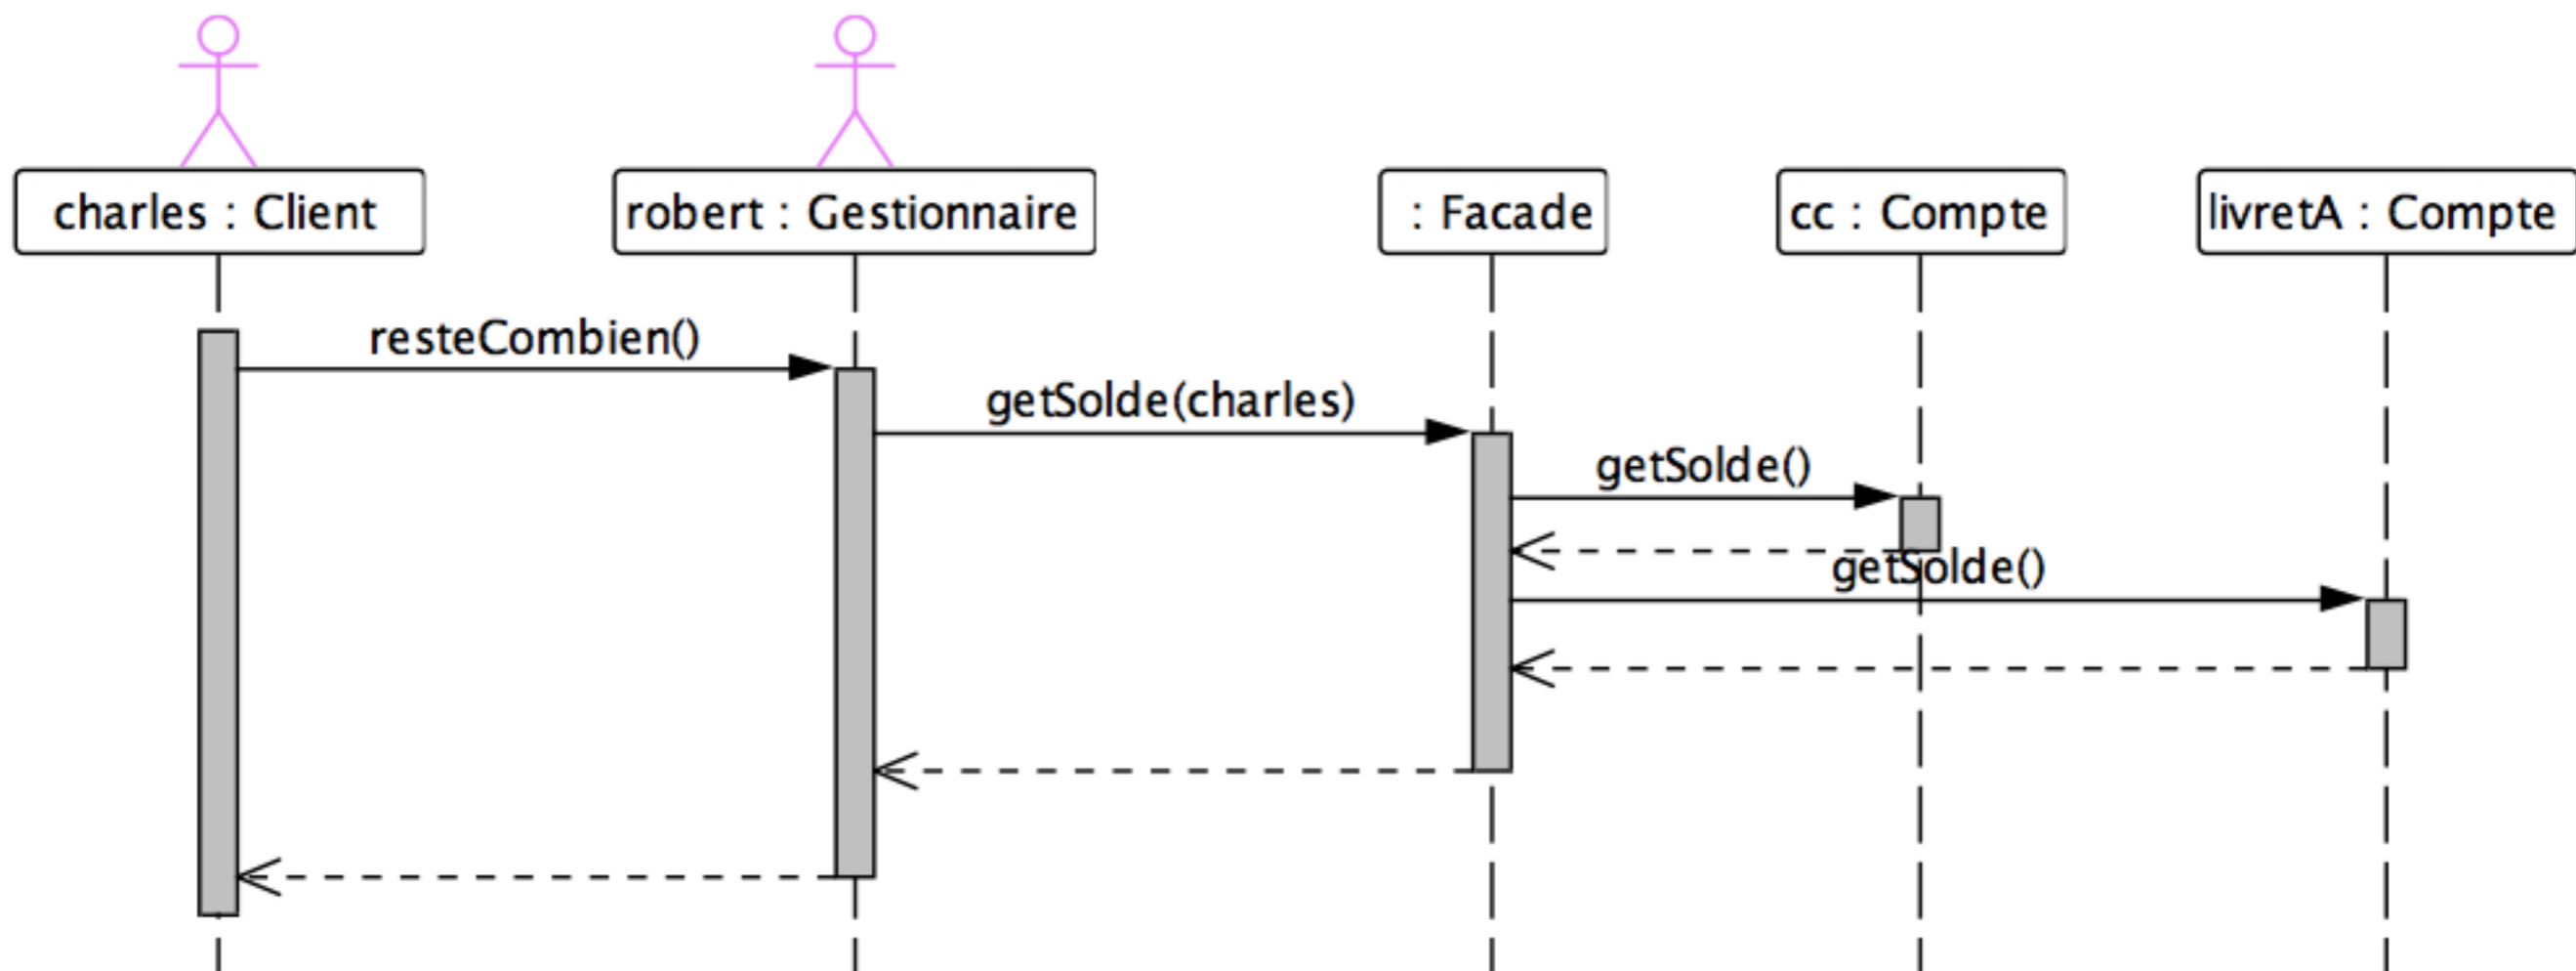 charles : Client
robert : Gestionnaire
: Facade
cc : Compte
livretA : Compte
resteCombien()
getSolde(charles)
getSolde()
getSolde()